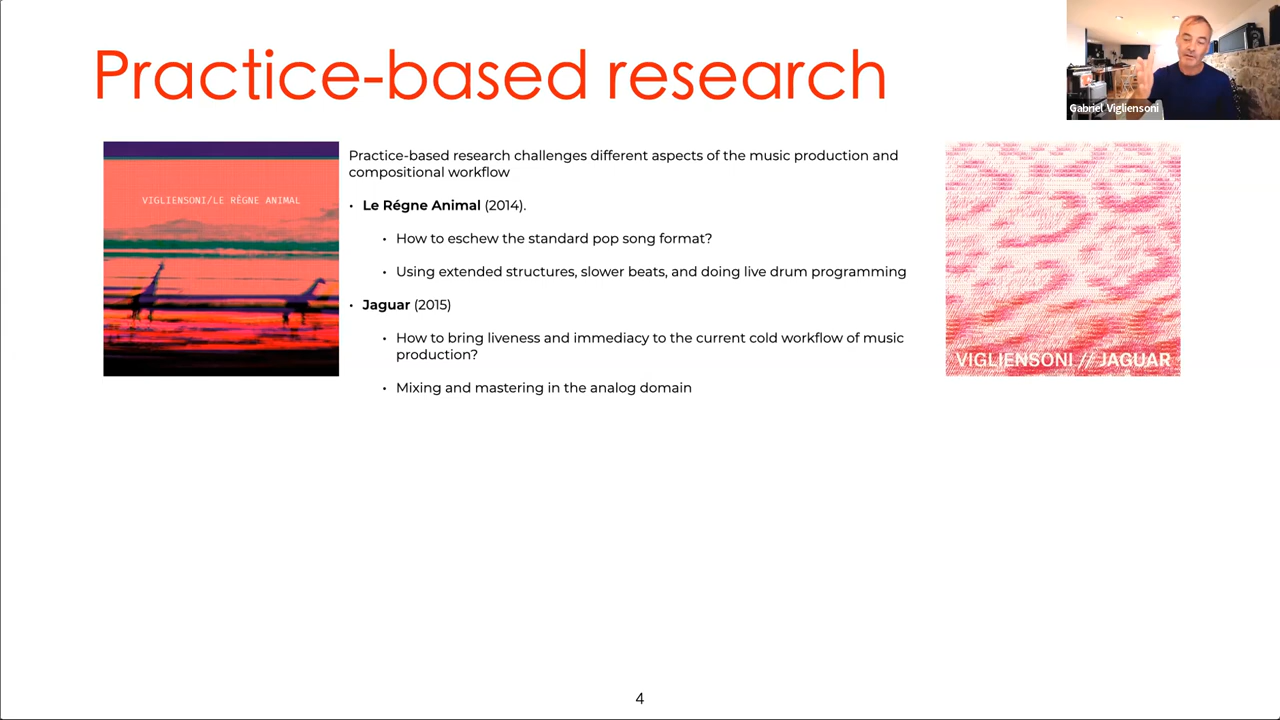 Practice-based research
Gabriel Vigliensoni
VIGLIENSONI/LE RÉGNE ANIMAL
Practice-based research challenges different aspects of the music production and
compositional workflow
• Le Régne Animal (2014).
• How to eschew the standard pop song format?
• Using extended structures, slower beats, and doing live drum programming
• Jaguar (2015)
• How to bring liveness and immediacy to the current cold workflow of music
production?
• Mixing and mastering in the analog domain
VIGLIENSONI // JAGUAR
4